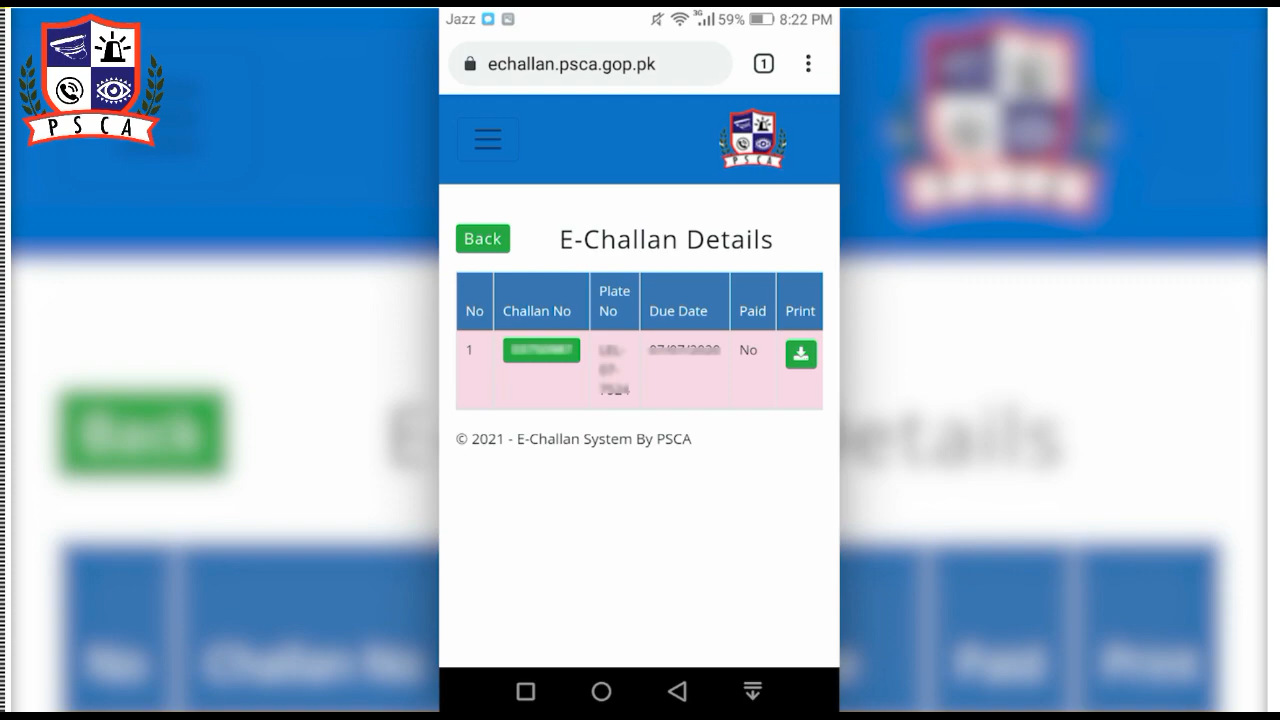 P S C A
Jazz 3G 59% 8:22 PM
echallan.psca.gop.pk 1
P S C A
Back E-Challan Details
No Challan No Plate No Due Date Paid Print
1 No
© 2021 - E-Challan System By PSCA